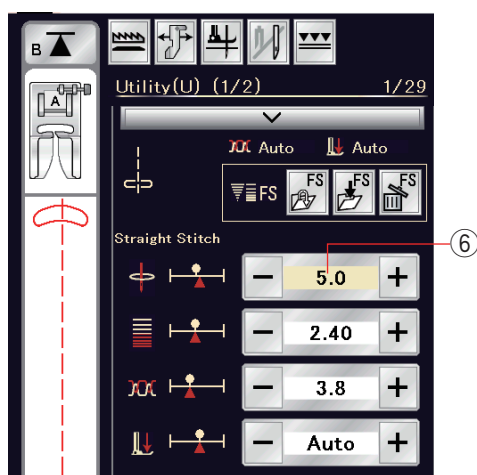 B
A
Utility(U) (1/2) 1/29
Auto Auto
FS FS FS FS
Straight Stitch
− 5.0 + ⑥
− 2.40 +
− 3.8 +
− Auto +